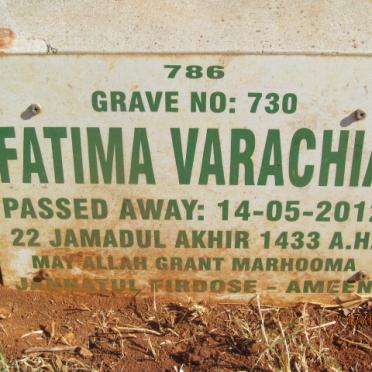 786
GRAVE NO: 730
FATIMA VARACHIA
PASSED AWAY: 14-05-2012
22 JAMADUL AKHIR 1433 A.H.
MAY ALLAH GRANT MARHOOMA
JANNATUL FIRDOSE - AMEEN